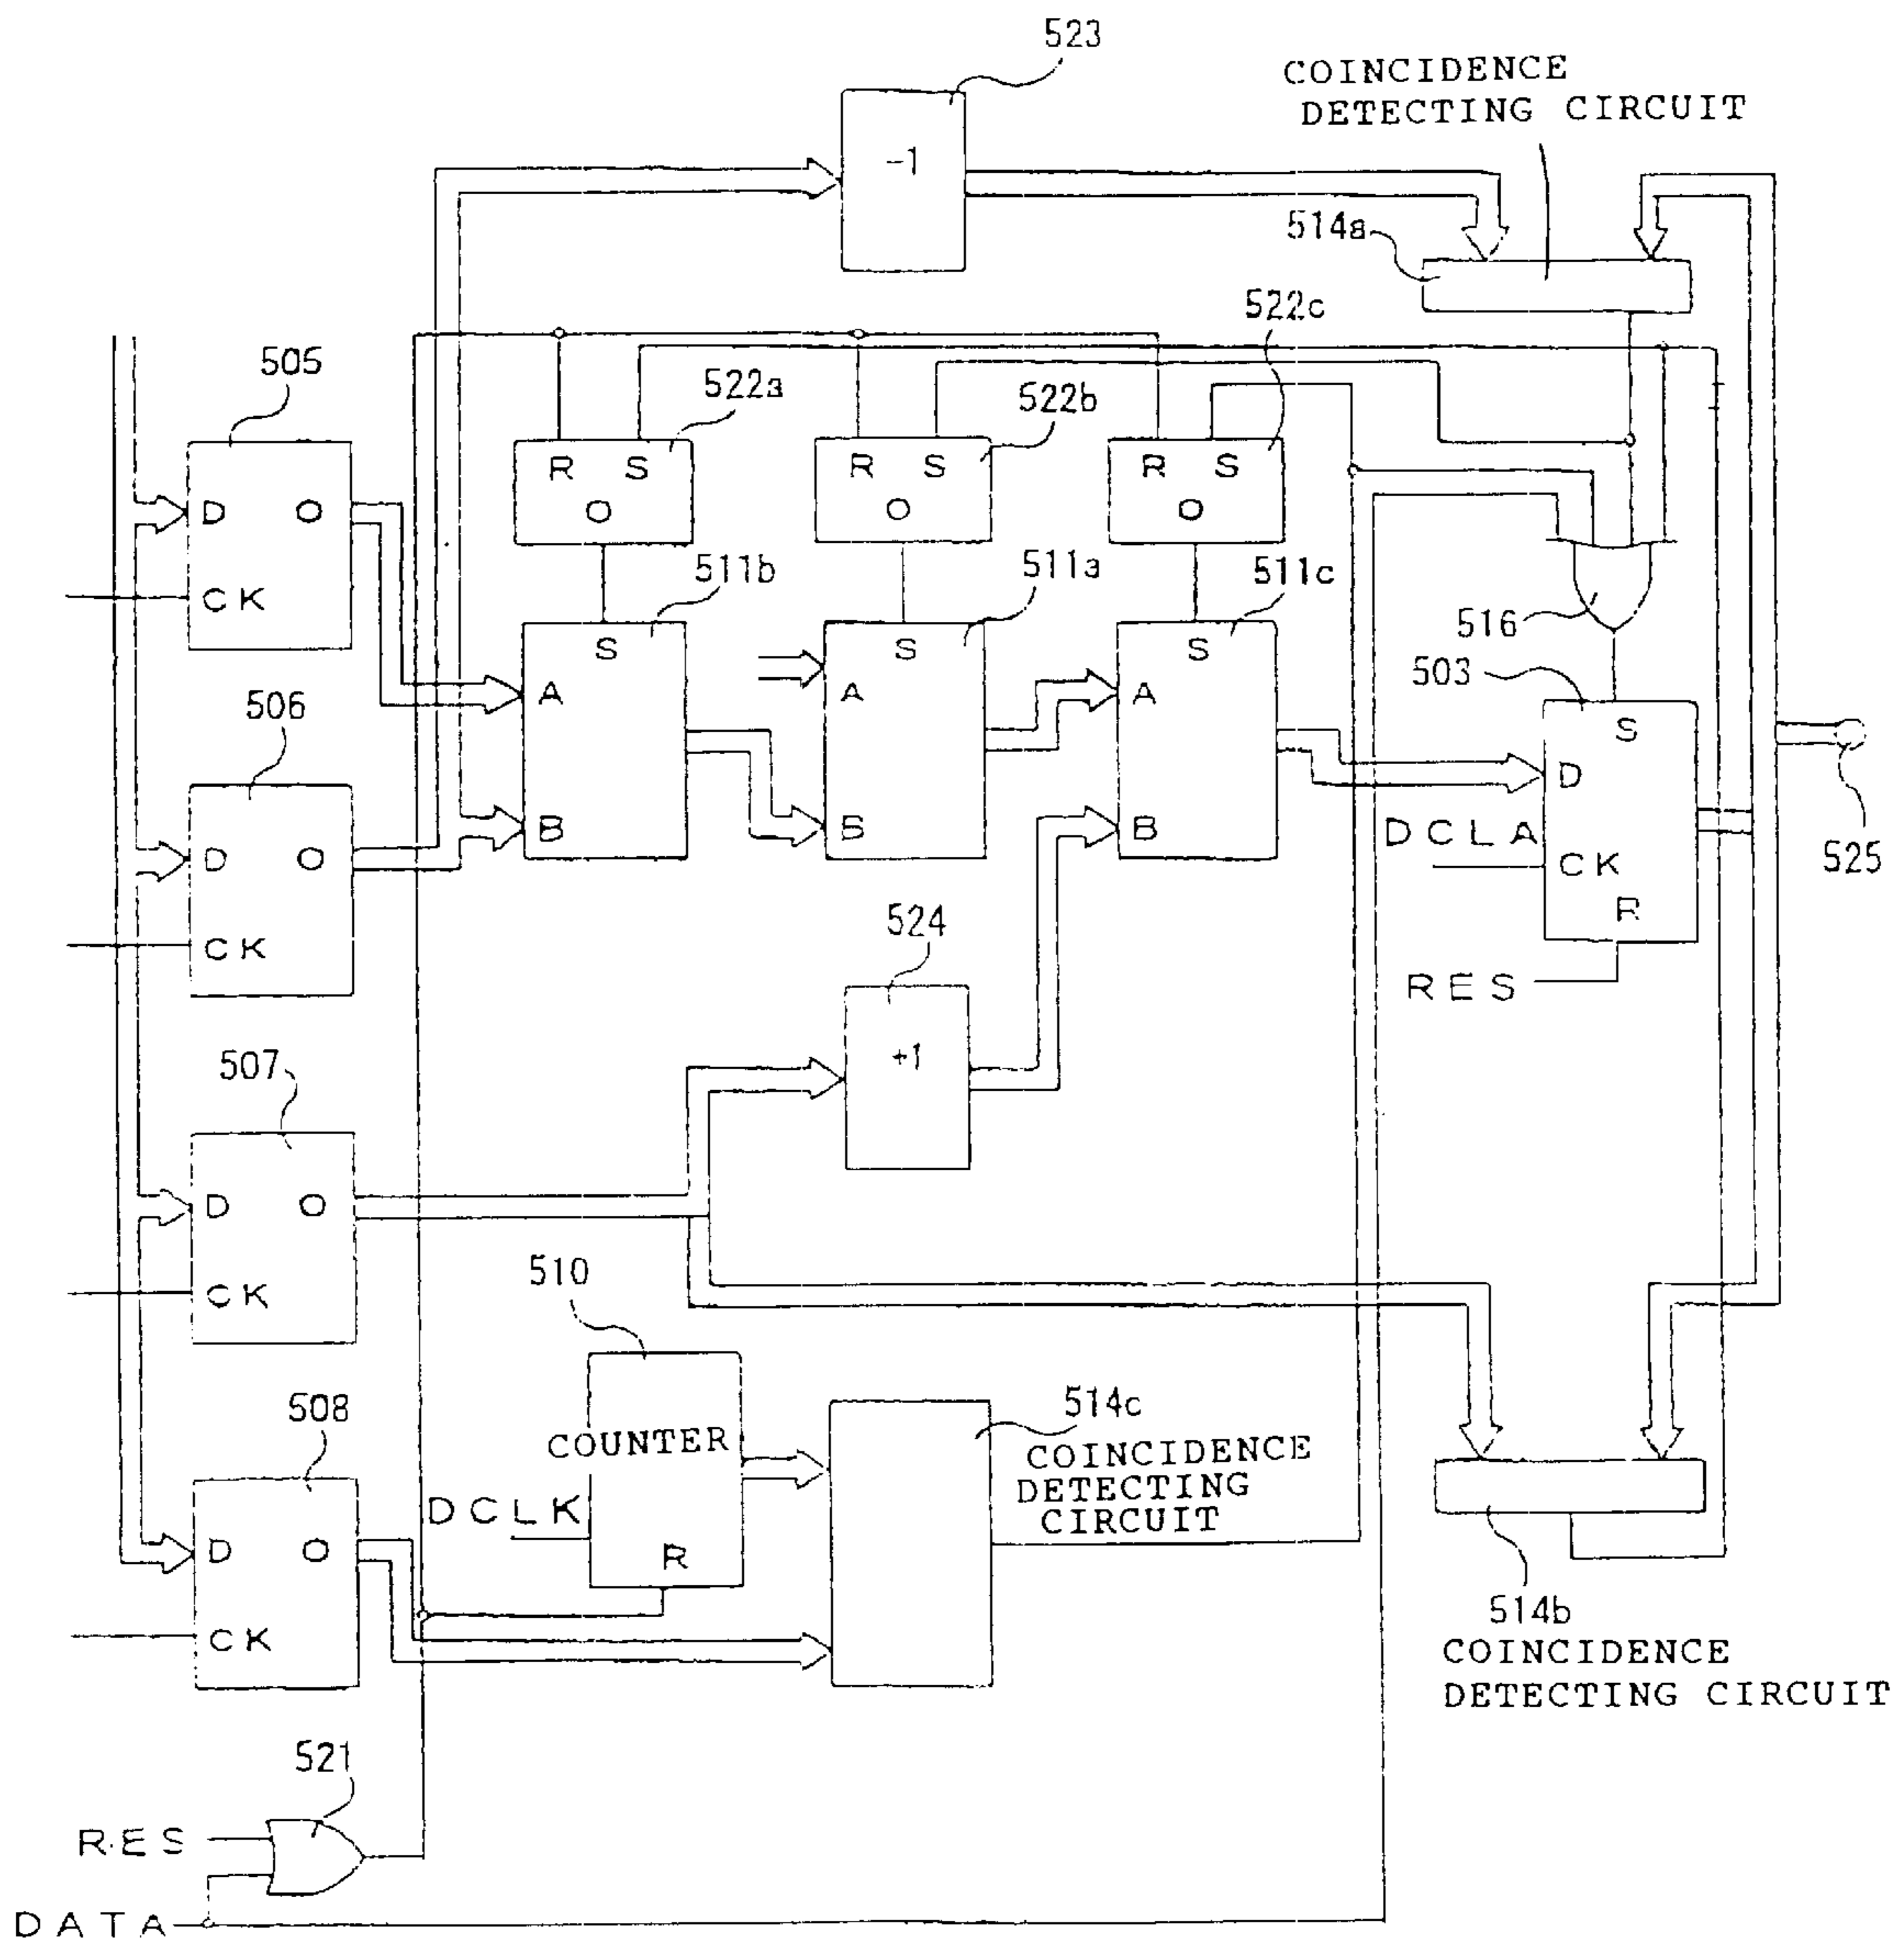 523
COINCIDENCE
DETECTING CIRCUIT
-1
514a
522c
505
522a
522b
R S
O
R S
O
R S
O
D O
CK
511b
511a
511c
516
S
A
B
S
A
B
S
A
B
503
S
D
DCLA
CK
R
525
506
D O
CK
RES
524
+1
507
D O
CK
510
COUNTER
DCLK
R
508
D O
CK
514c
COINCIDENCE
DETECTING
CIRCUIT
514b
COINCIDENCE
DETECTING CIRCUIT
521
RES
DATA